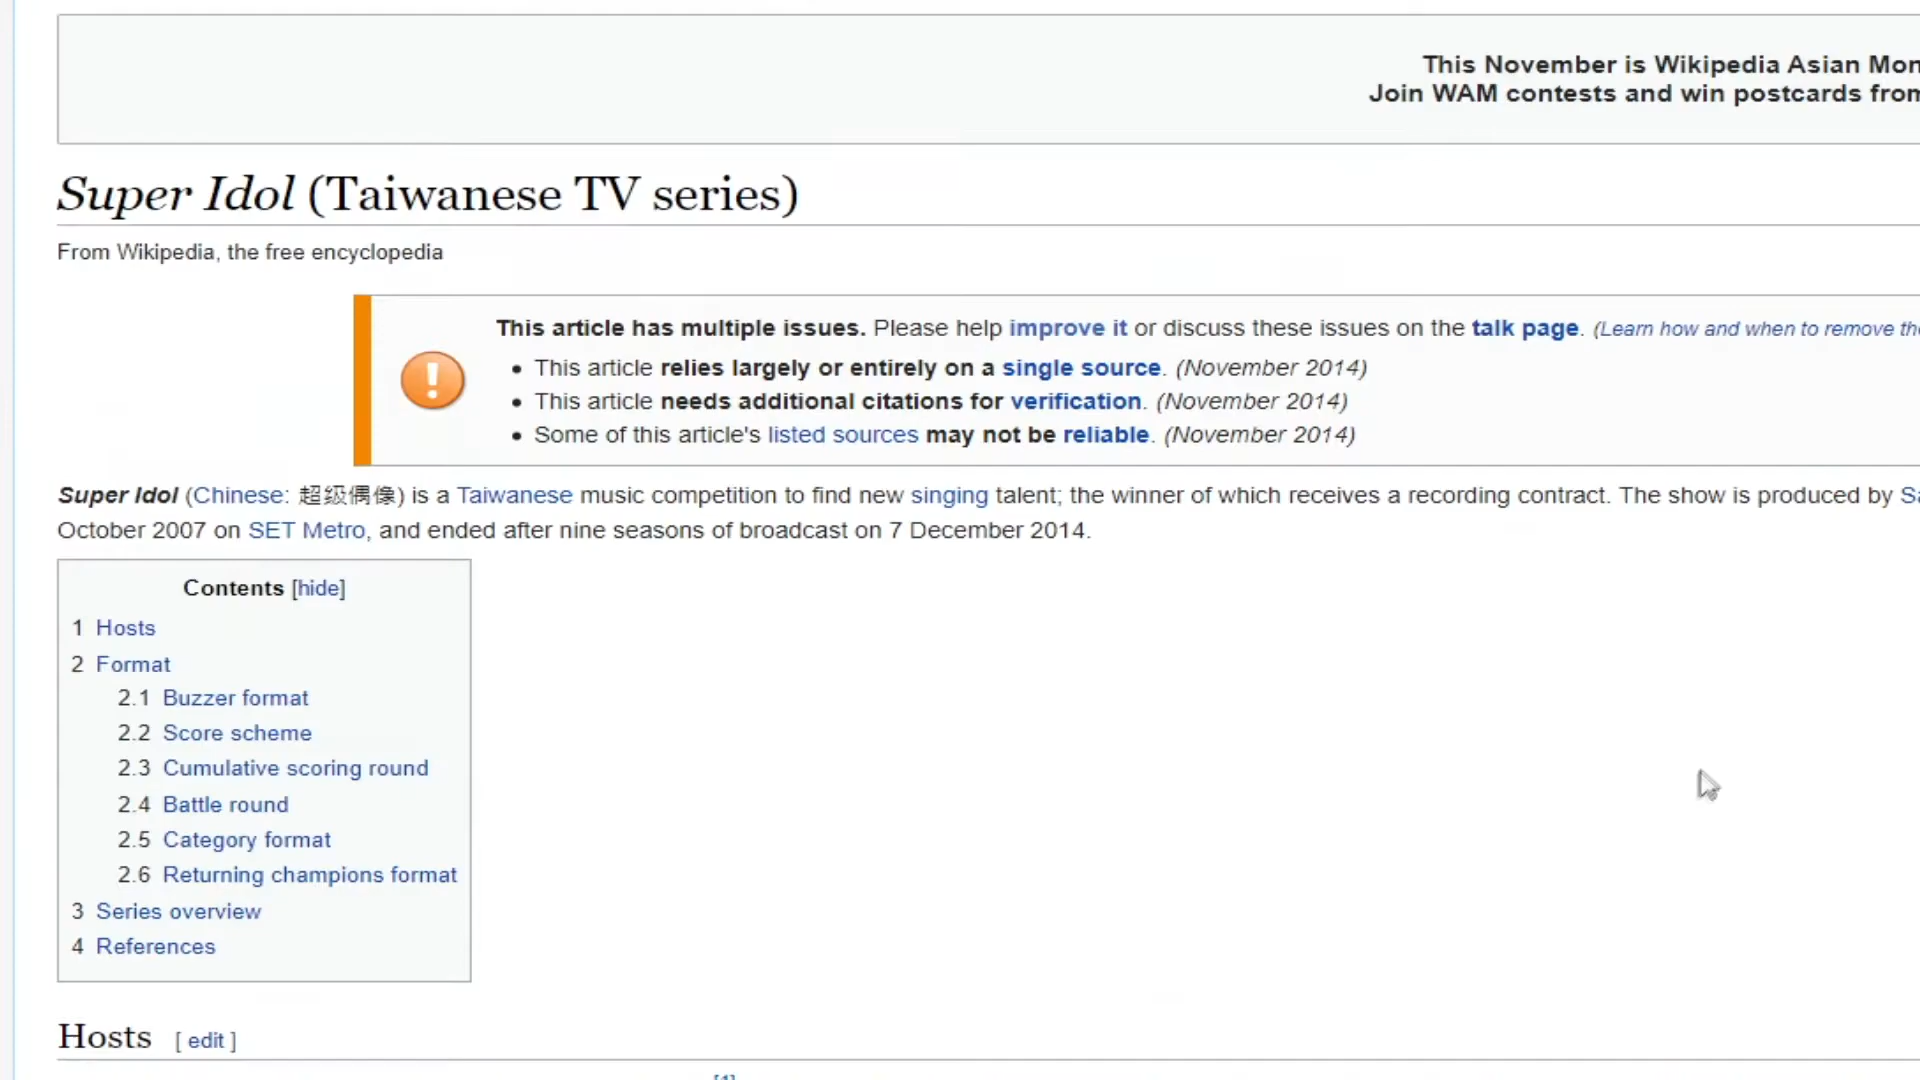 This November is Wikipedia Asian
Join WAM contests and win postcards
Super Idol (Taiwanese TV series)
From Wikipedia, the free encyclopedia
This article has multiple issues. Please help improve it or discuss these issues on the talk page. (Learn how and when to remove
This article relies largely or entirely on a single source. (November 2014)
This article needs additional citations for verification. (November 2014)
Some of this article's listed sources may not be reliable. (November 2014)
Super Idol (Chinese: 超级偶像) is a Taiwanese music competition to find new singing talent; the winner of which receives a recording contract. The show is produced by
October 2007 on SET Metro, and ended after nine seasons of broadcast on 7 December 2014.
Contents [hide]
1 Hosts
2 Format
2.1 Buzzer format
2.2 Score scheme
2.3 Cumulative scoring round
2.4 Battle round
2.5 Category format
2.6 Returning champions format
3 Series overview
4 References
Hosts [ edit ]